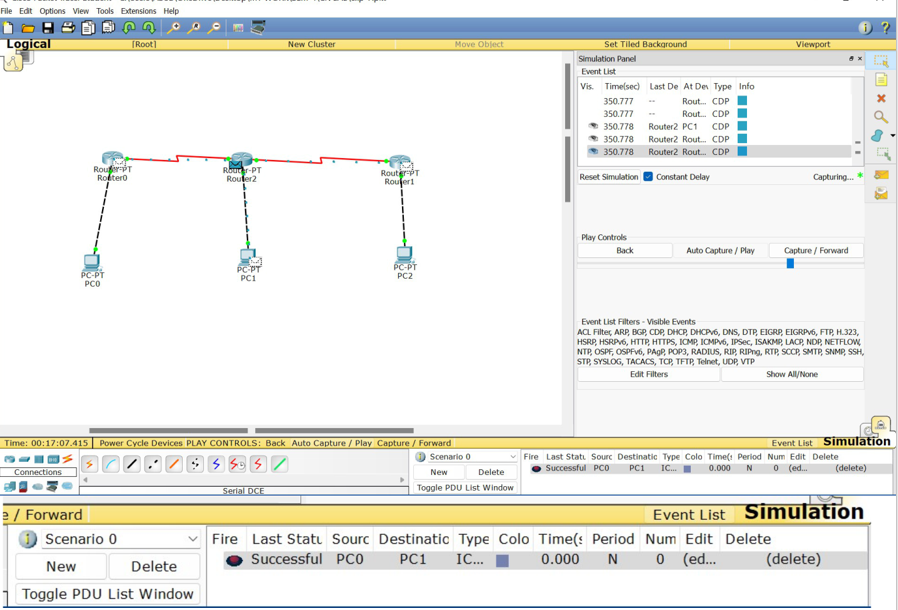 File Edit Options View Tools Extensions Help
Logical [Root] New Cluster Move Object Set Tiled Background Viewport
Simulation Panel
Event List
Vis. Time(sec) Last De At Dev Type Info
350.777 -- Rout... CDP
350.777 -- Rout... CDP
350.778 Router2 PC1 CDP
350.778 Router2 Rout... CDP
350.778 Router2 Rout... CDP
Reset Simulation Constant Delay Capturing...
Play Controls
Back Auto Capture / Play Capture / Forward
Event List Filters - Visible Events
ACL Filter, ARP, BGP, CDP, DHCP, DHCPv6, DNS, DTP, EIGRP, EIGRPv6, FTP, H.323,
HSRP, HSRPv6, HTTP, HTTPS, ICMP, ICMPv6, IPSec, ISAKMP, LACP, NDP, NETFLOW,
NTP, OSPF, OSPFv6, PAgP, POP3, RADIUS, RIP, RIPng, RTP, SCCP, SMTP, SNMP, SSH,
STP, SYSLOG, TACACS, TCP, TFTP, Telnet, UDP, VTP
Edit Filters Show All/None
Router-PT
Router0
Router-PT
Router2
Router-PT
Router1
PC-PT
PC0
PC-PT
PC1
PC-PT
PC2
Time: 00:17:07.415 Power Cycle Devices PLAY CONTROLS: Back Auto Capture / Play Capture / Forward Event List Simulation
Connections
Serial DCE
Scenario 0
New Delete
Toggle PDU List Window
Fire Last Statu Sourc Destinatio Type Colo Time(s Period Num Edit Delete
Successful PC0 PC1 IC... 0.000 N 0 (ed... (delete)
e / Forward Event List Simulation
Scenario 0
New Delete
Toggle PDU List Window
Fire Last Statu Sourc Destinatio Type Colo Time(s Period Num Edit Delete
Successful PC0 PC1 IC... 0.000 N 0 (ed... (delete)